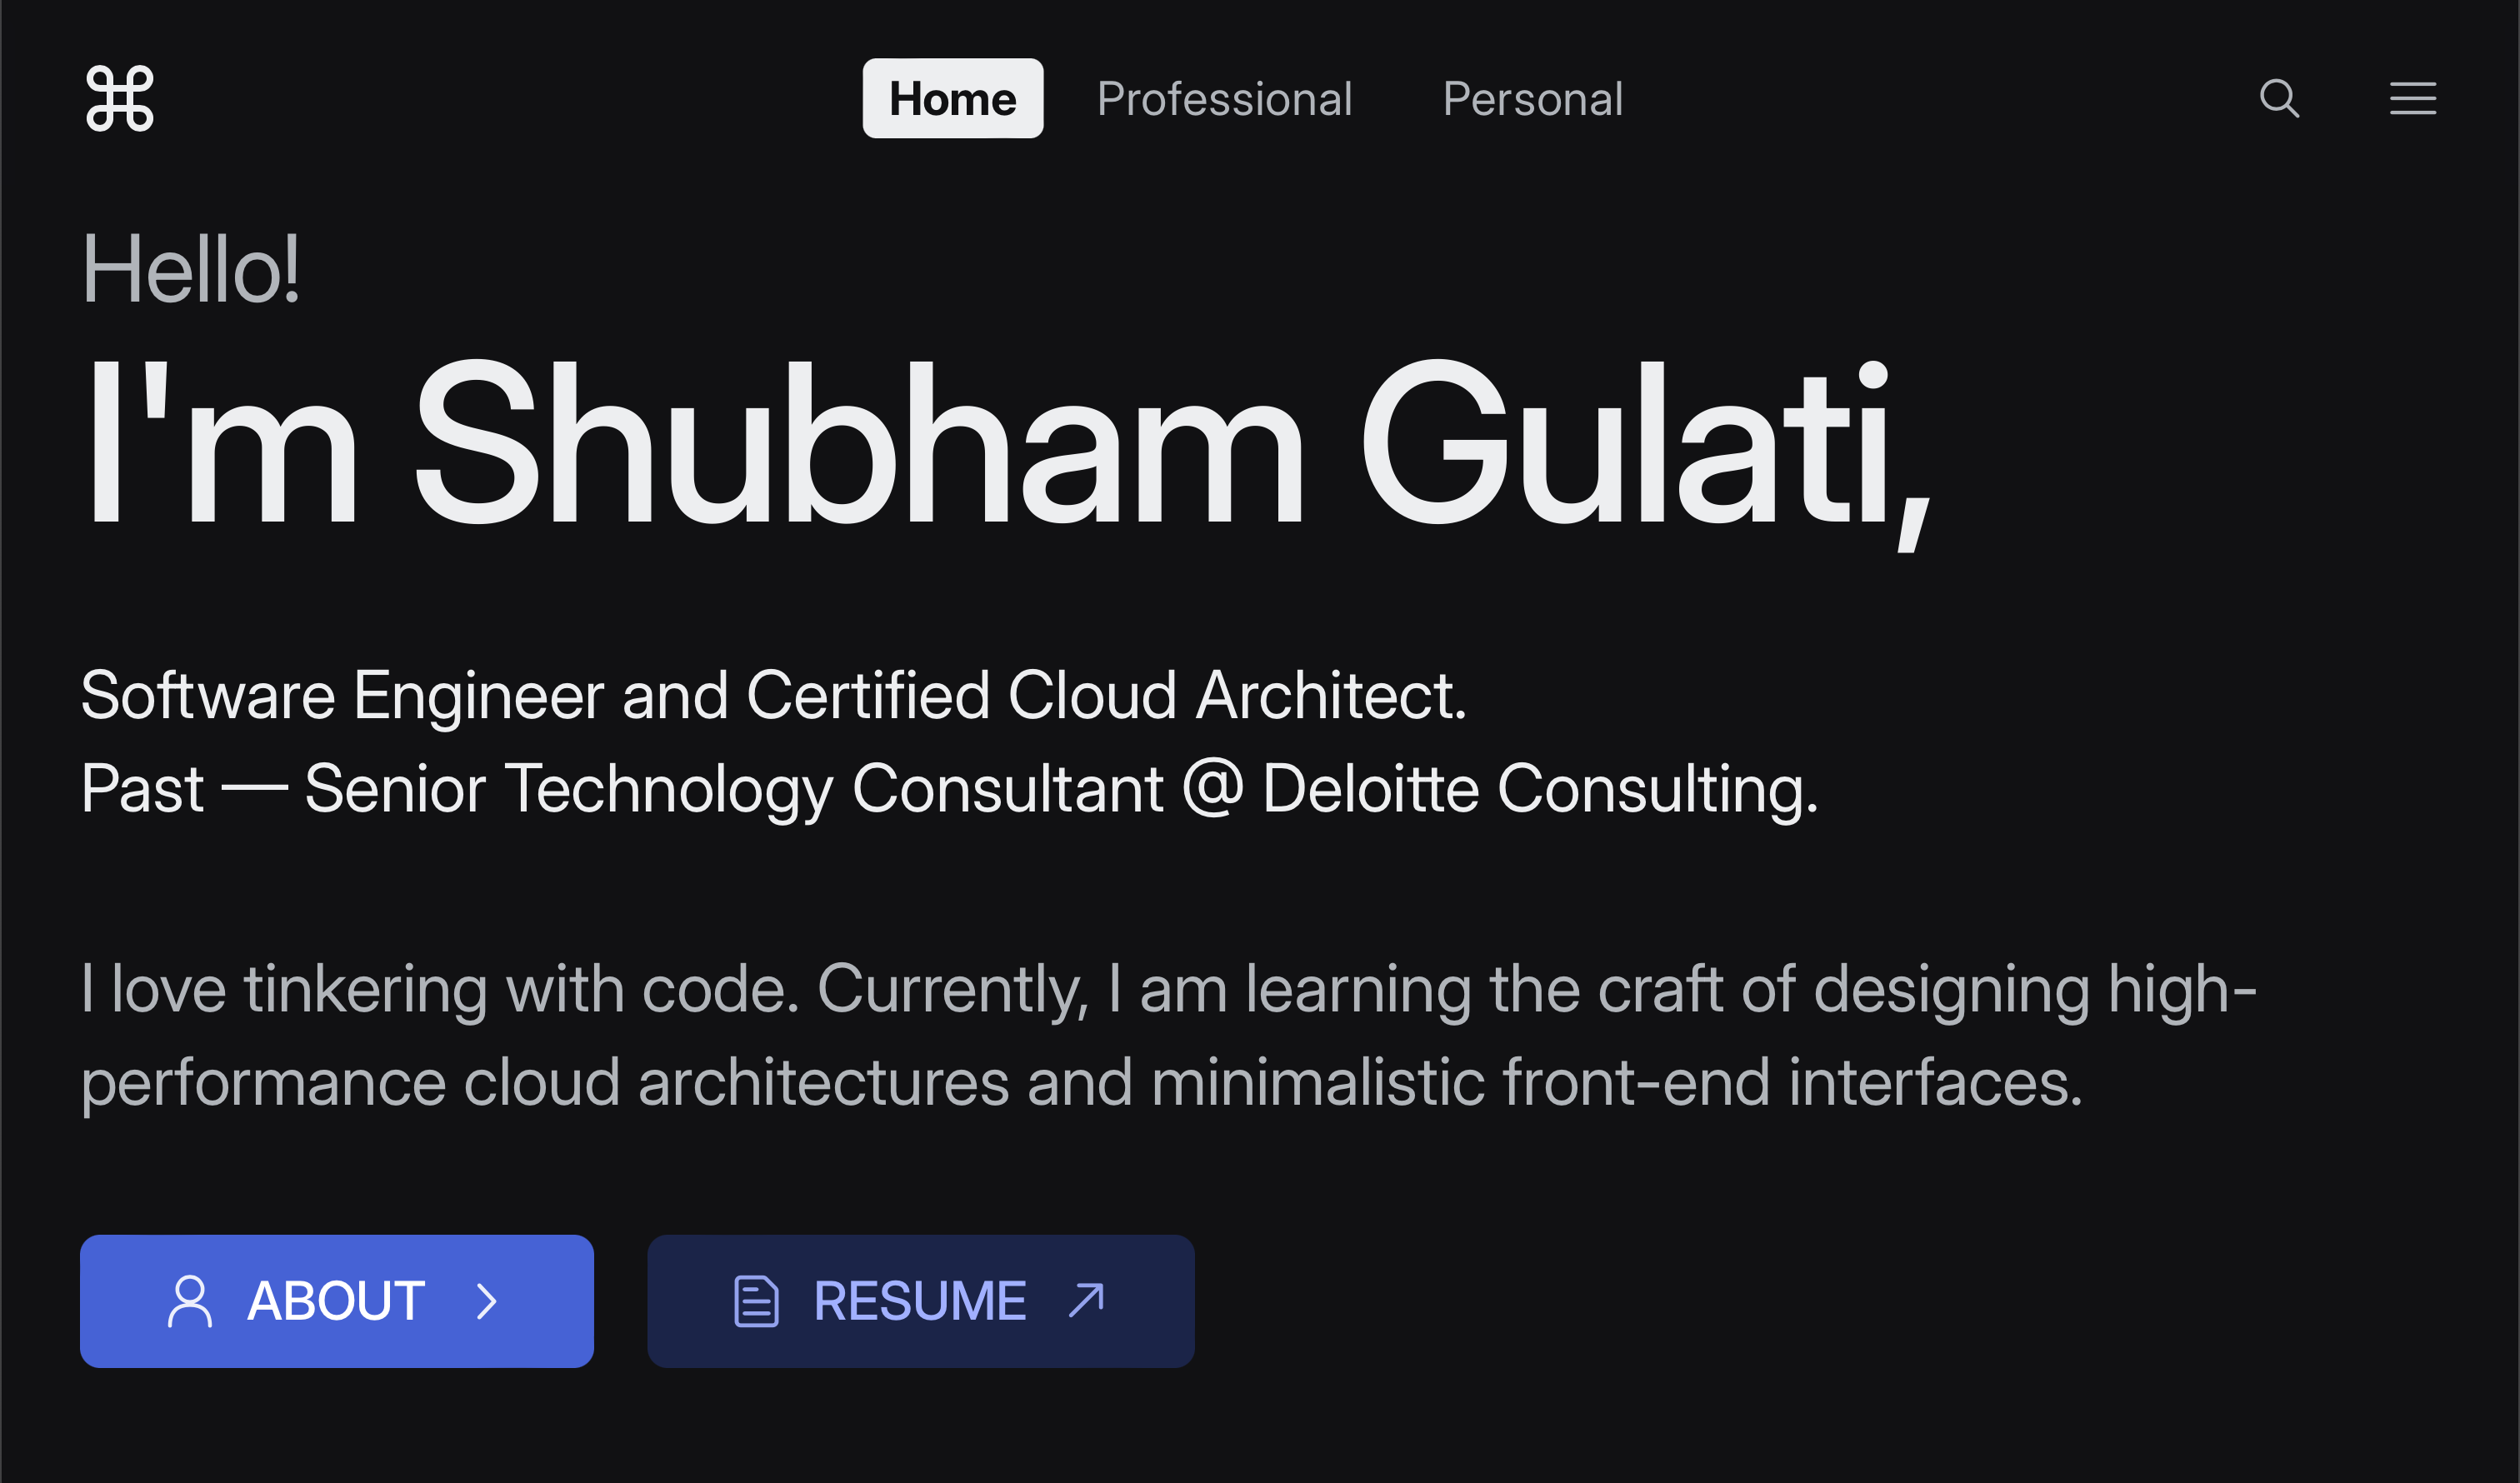 Home Professional Personal
Hello!
I'm Shubham Gulati,
Software Engineer and Certified Cloud Architect.
Past — Senior Technology Consultant @ Deloitte Consulting.
I love tinkering with code. Currently, I am learning the craft of designing high-
performance cloud architectures and minimalistic front-end interfaces.
ABOUT RESUME